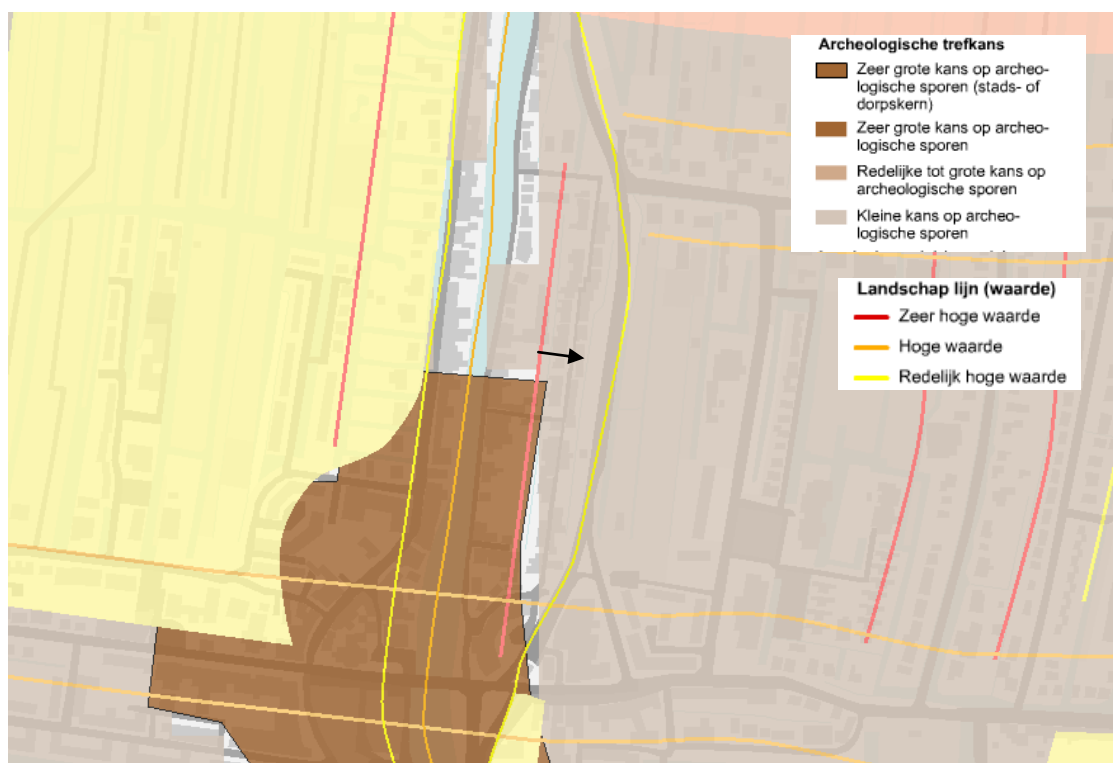 Archeologische trefkans
Zeer grote kans op archeo-
logische sporen (stads- of
dorpskern)
Zeer grote kans op archeo-
logische sporen
Redelijke tot grote kans op
archeologische sporen
Kleine kans op archeo-
logische sporen
Landschap lijn (waarde)
Zeer hoge waarde
Hoge waarde
Redelijk hoge waarde